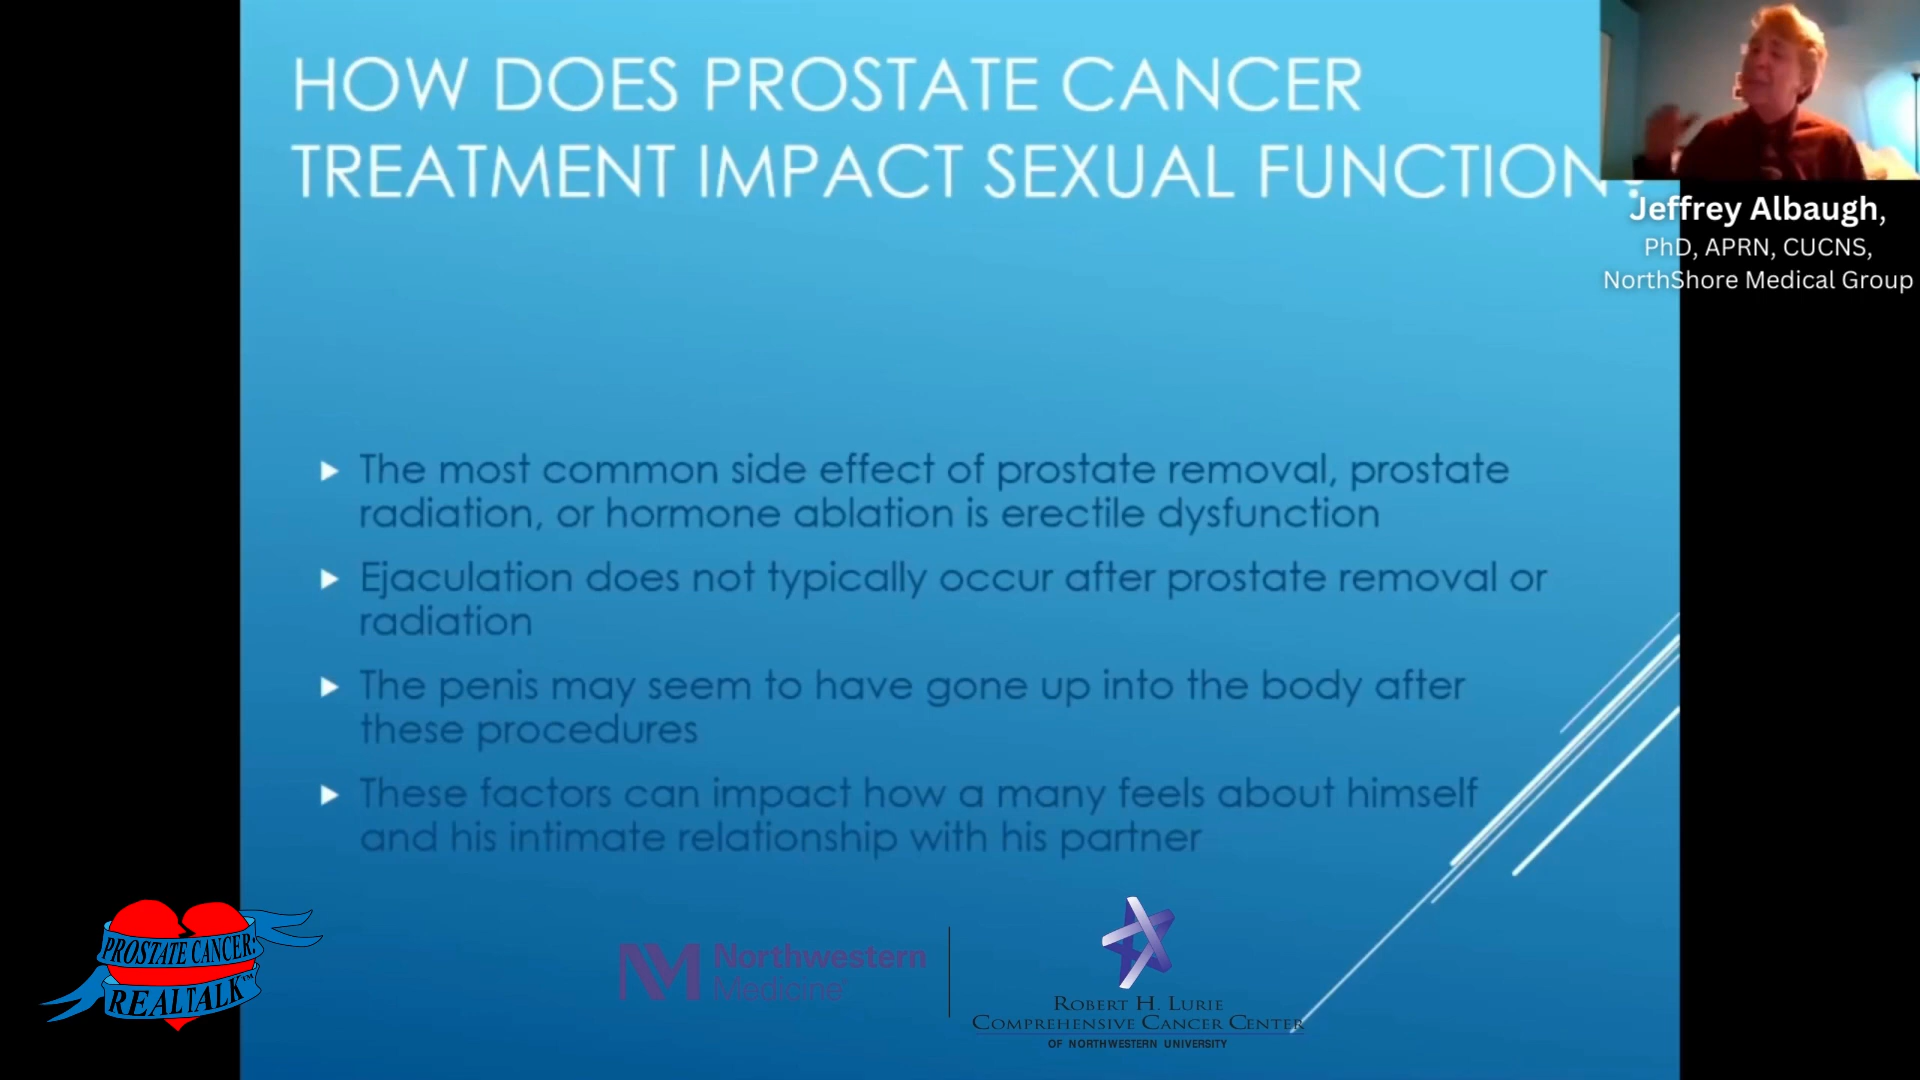 HOW DOES PROSTATE CANCER
TREATMENT IMPACT SEXUAL FUNCTION?
Jeffrey Albaugh,
PhD, APRN, CUCNS,
NorthShore Medical Group
The most common side effect of prostate removal, prostate
radiation, or hormone ablation is erectile dysfunction
Ejaculation does not typically occur after prostate removal or
radiation
The penis may seem to have gone up into the body after
these procedures
These factors can impact how a many feels about himself
and his intimate relationship with his partner
PROSTATE CANCER:
REALTALK™
NM Northwestern
Medicine®
ROBERT H. LURIE
COMPREHENSIVE CANCER CENTER
OF NORTHWESTERN UNIVERSITY